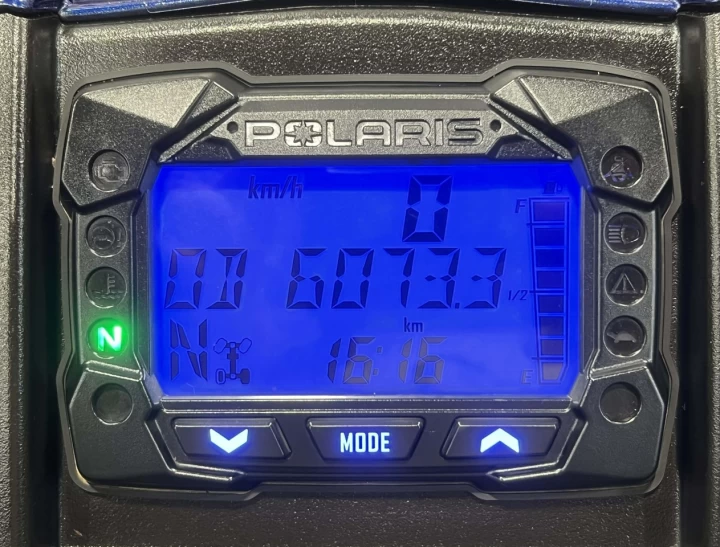 POLARIS
km/h
0
F
OD 6073.3
1/2
km
N 16:16
E
N
MODE